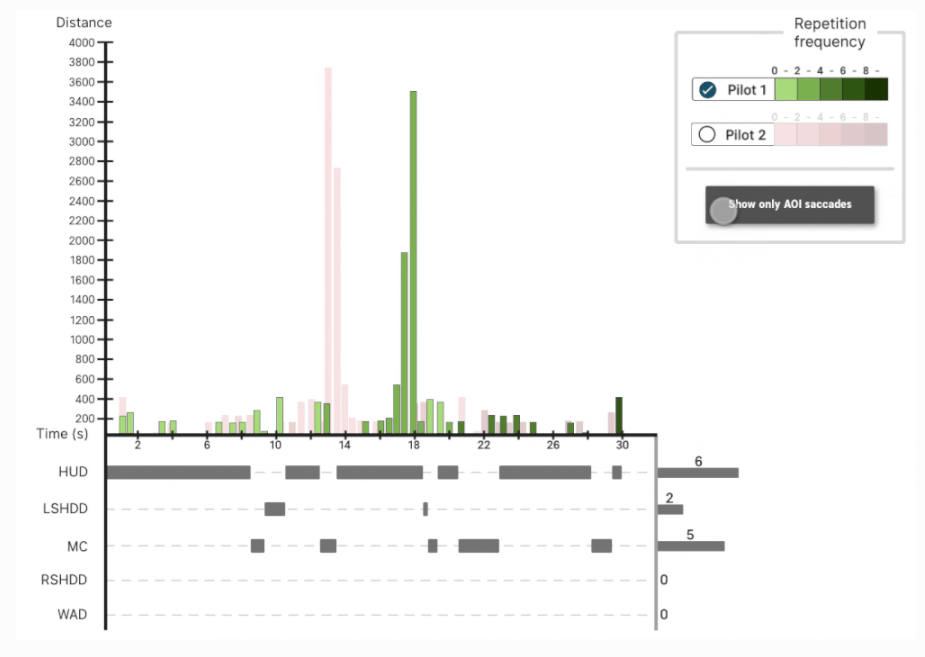 Distance
4000
3800
3600
3400
3200
3000
2800
2600
2400
2200
2000
1800
1600
1400
1200
1000
800
600
400
200
Time (s)
2 6 10 14 18 22 26 30
HUD 6
LSHDD 2
MC 5
RSHDD 0
WAD 0
Repetition
frequency
0 - 2 - 4 - 6 - 8 -
Pilot 1
0 - 2 - 4 - 6 - 8 -
Pilot 2
Show only AOI saccades